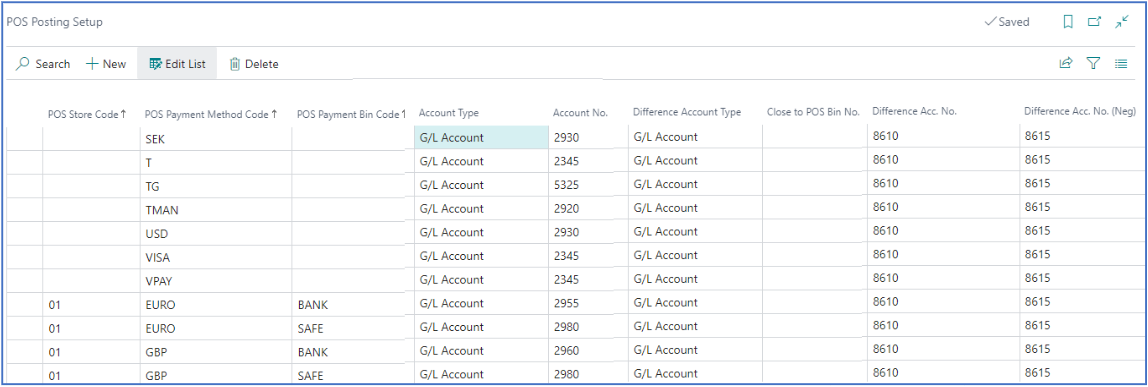 POS Posting Setup
Saved
Search New Edit List Delete
POS Store Code↑ POS Payment Method Code ↑ POS Payment Bin Code ↑ Account Type Account No. Difference Account Type Close to POS Bin No. Difference Acc. No. Difference Acc. No. (Neg)
SEK G/L Account 2930 G/L Account 8610 8615
T G/L Account 2345 G/L Account 8610 8615
TG G/L Account 5325 G/L Account 8610 8615
TMAN G/L Account 2920 G/L Account 8610 8615
USD G/L Account 2930 G/L Account 8610 8615
VISA G/L Account 2345 G/L Account 8610 8615
VPAY G/L Account 2345 G/L Account 8610 8615
01 EURO BANK G/L Account 2955 G/L Account 8610 8615
01 EURO SAFE G/L Account 2980 G/L Account 8610 8615
01 GBP BANK G/L Account 2960 G/L Account 8610 8615
01 GBP SAFE G/L Account 2980 G/L Account 8610 8615